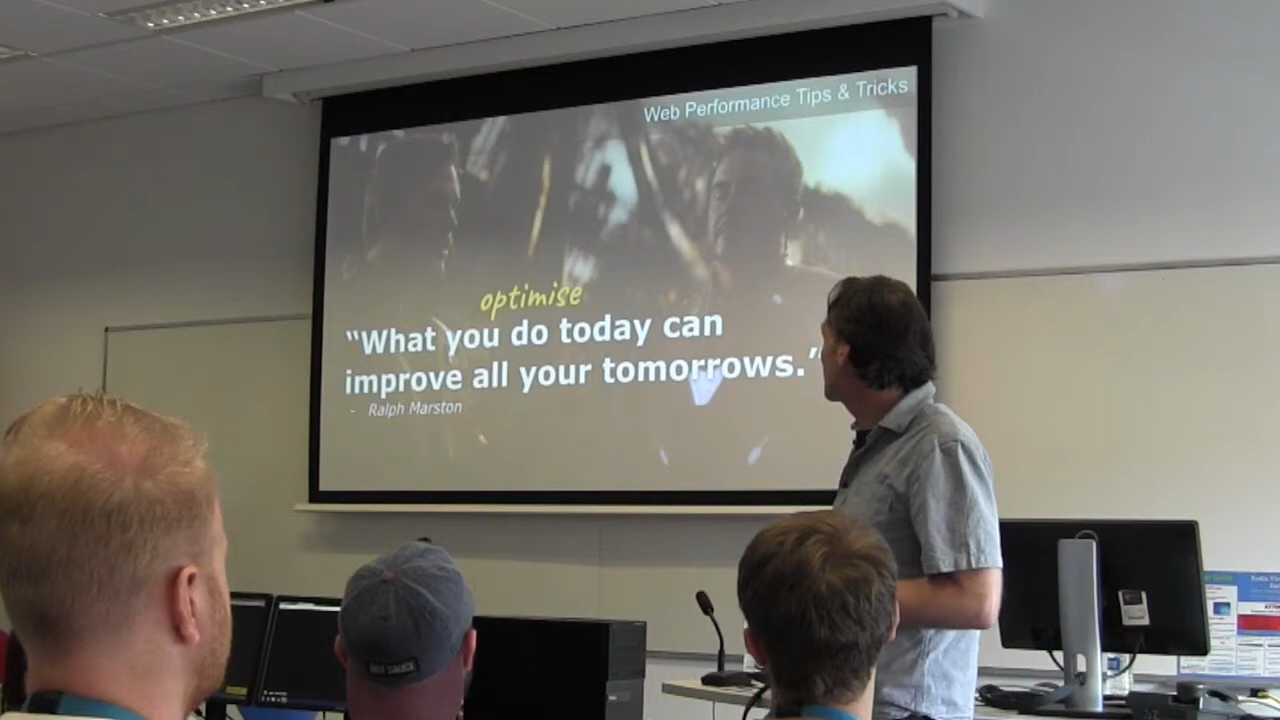 Web Performance Tips & Tricks
optimise
“What you do today can
improve all your tomorrows.”
- Ralph Marston